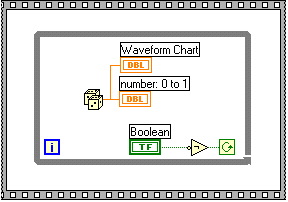 Waveform Chart
DBL
number: 0 to 1
DBL
Boolean
TF
i